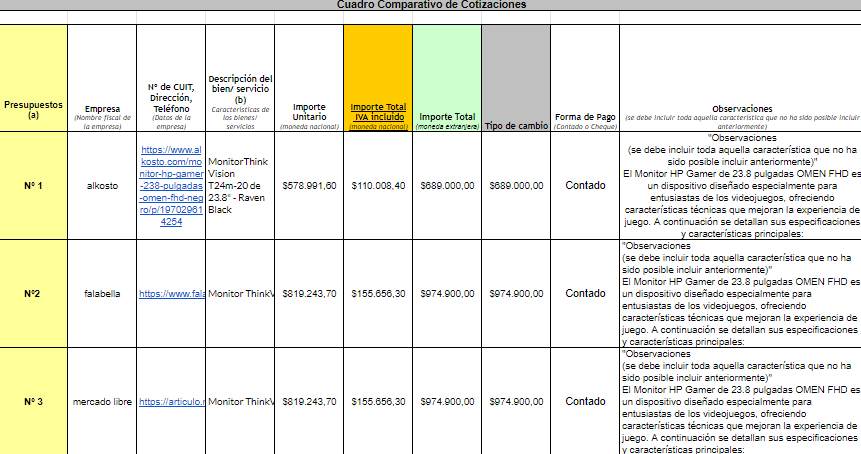 Cuadro Comparativo de Cotizaciones
Presupuestos
(a)
Empresa
(Nombre fiscal de
la empresa)
Nº de CUIT,
Dirección,
Teléfono
(Datos de la
empresa)
Descripción del
bien/ servicio
(b)
Características de
los bienes/
servicios
Importe
Unitario
(moneda nacional)
Importe Total
IVA incluido
(moneda nacional)
Importe Total
(moneda extranjera)
Tipo de cambio
Forma de Pago
(Contado o Cheque)
Observaciones
(se debe incluir toda aquella característica que no ha sido posible incluir
anteriormente)
Nº 1
alkosto
https://www.al
kosto.com/mo
nitor-hp-gamer
-238-pulgadas
-omen-fhd-neg
ro/p/19702961
4254
MonitorThink
Vision
T24m-20 de
23.8" - Raven
Black
$578.991,60
$110.008,40
$689.000,00
$689.000,00
Contado
"Observaciones
(se debe incluir toda aquella característica que no ha
sido posible incluir anteriormente)"
El Monitor HP Gamer de 23.8 pulgadas OMEN FHD es
un dispositivo diseñado especialmente para
entusiastas de los videojuegos, ofreciendo
características técnicas que mejoran la experiencia de
juego. A continuación se detallan sus especificaciones
y características principales:
Nº2
falabella
https://www.fala
Monitor ThinkV
$819.243,70
$155.656,30
$974.900,00
$974.900,00
Contado
"Observaciones
(se debe incluir toda aquella característica que no ha
sido posible incluir anteriormente)"
El Monitor HP Gamer de 23.8 pulgadas OMEN FHD es
un dispositivo diseñado especialmente para
entusiastas de los videojuegos, ofreciendo
características técnicas que mejoran la experiencia de
juego. A continuación se detallan sus especificaciones
y características principales:
Nº 3
mercado libre
https://articulo.r
Monitor ThinkV
$819.243,70
$155.656,30
$974.900,00
$974.900,00
Contado
"Observaciones
(se debe incluir toda aquella característica que no ha
sido posible incluir anteriormente)"
El Monitor HP Gamer de 23.8 pulgadas OMEN FHD es
un dispositivo diseñado especialmente para
entusiastas de los videojuegos, ofreciendo
características técnicas que mejoran la experiencia de
juego. A continuación se detallan sus especificaciones
y características principales: